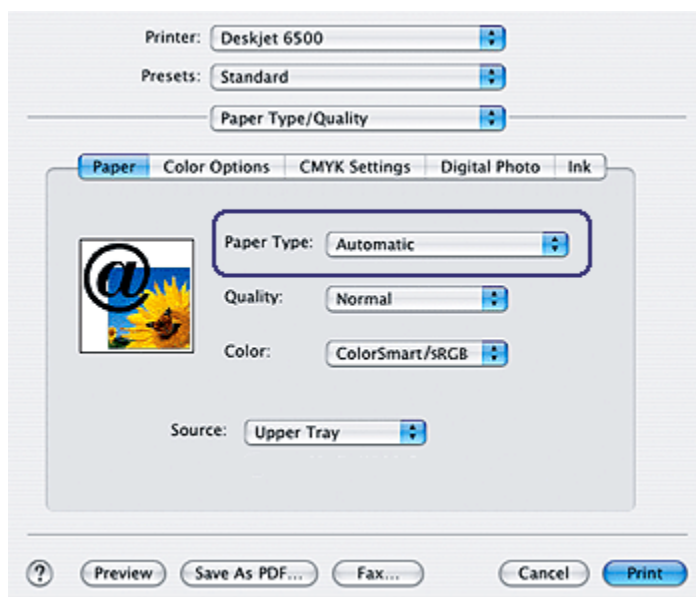 Printer: Deskjet 6500
Presets: Standard
Paper Type/Quality
Paper Color Options CMYK Settings Digital Photo Ink
Paper Type: Automatic
@
Quality: Normal
Color: ColorSmart/sRGB
Source: Upper Tray
? Preview Save As PDF... Fax... Cancel Print